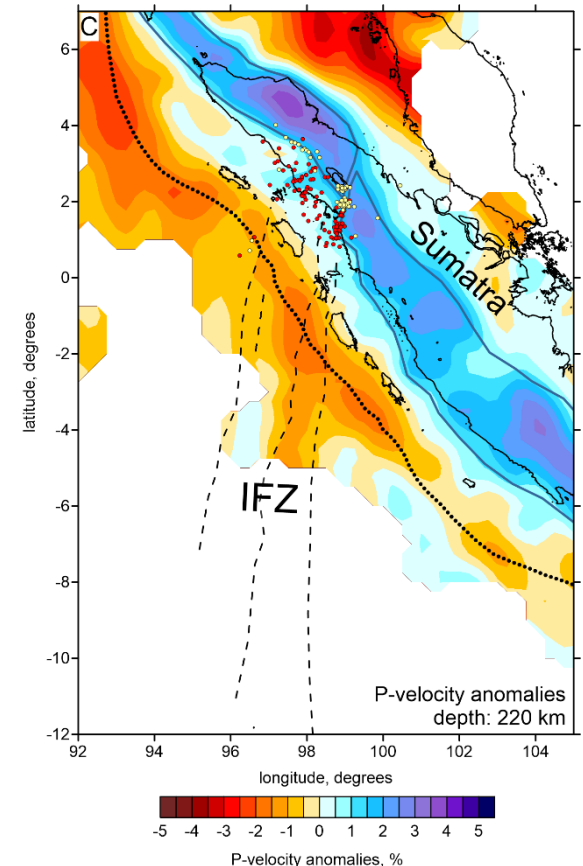 C
6
4
2
0
-2
-4
-6
-8
-10
-12
latitude, degrees
Sumatra
IFZ
P-velocity anomalies
depth: 220 km
92 94 96 98 100 102 104
longitude, degrees
-5 -4 -3 -2 -1 0 1 2 3 4 5
P-velocity anomalies, %